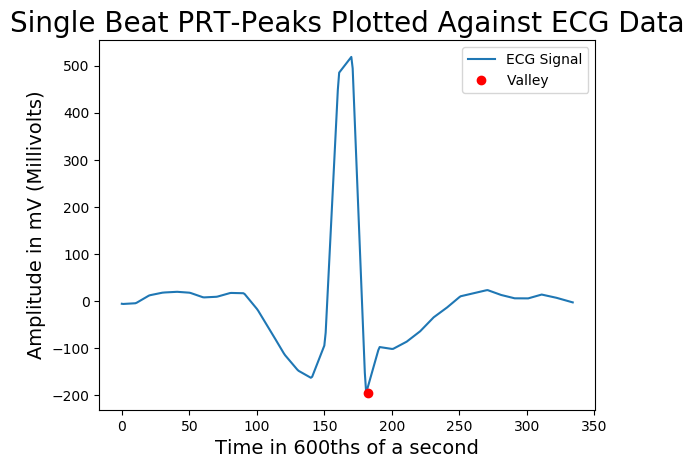 Single Beat PRT-Peaks Plotted Against ECG Data
ECG Signal
Valley
Amplitude in mV (Millivolts)
500
400
300
200
100
0
−100
−200
0 50 100 150 200 250 300 350
Time in 600ths of a second